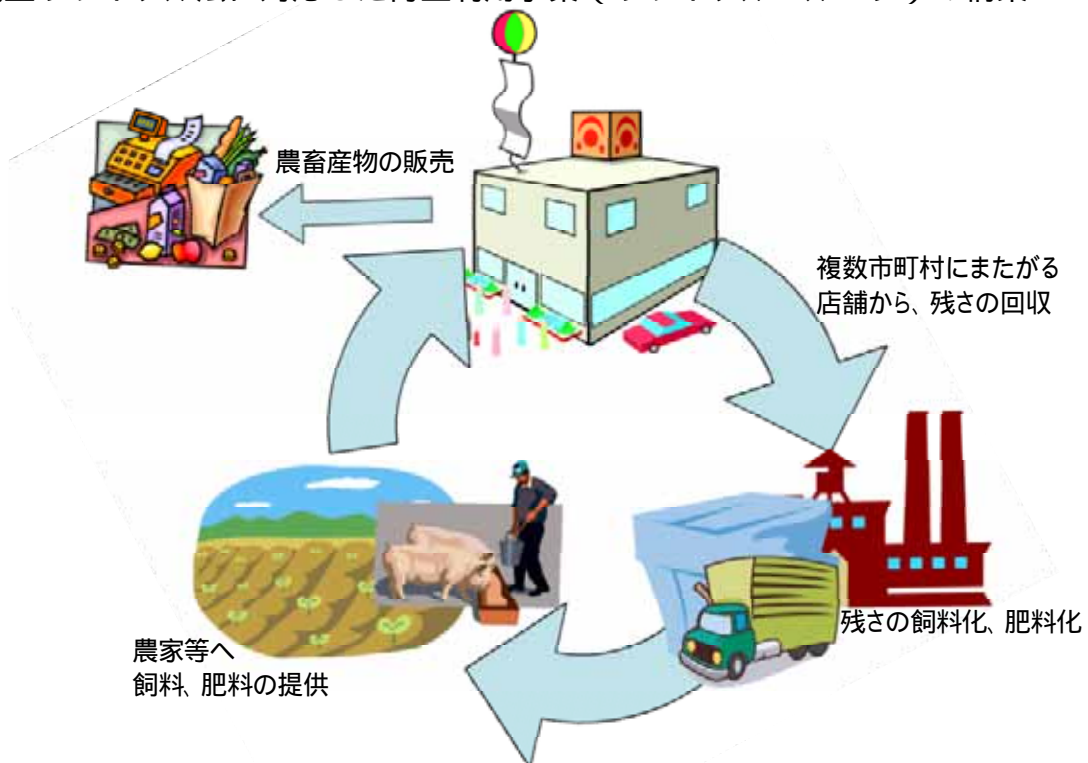 農畜産物の販売
複数市町村にまたがる
店舗から、残さの回収
残さの飼料化、肥料化
農家等へ
飼料、肥料の提供